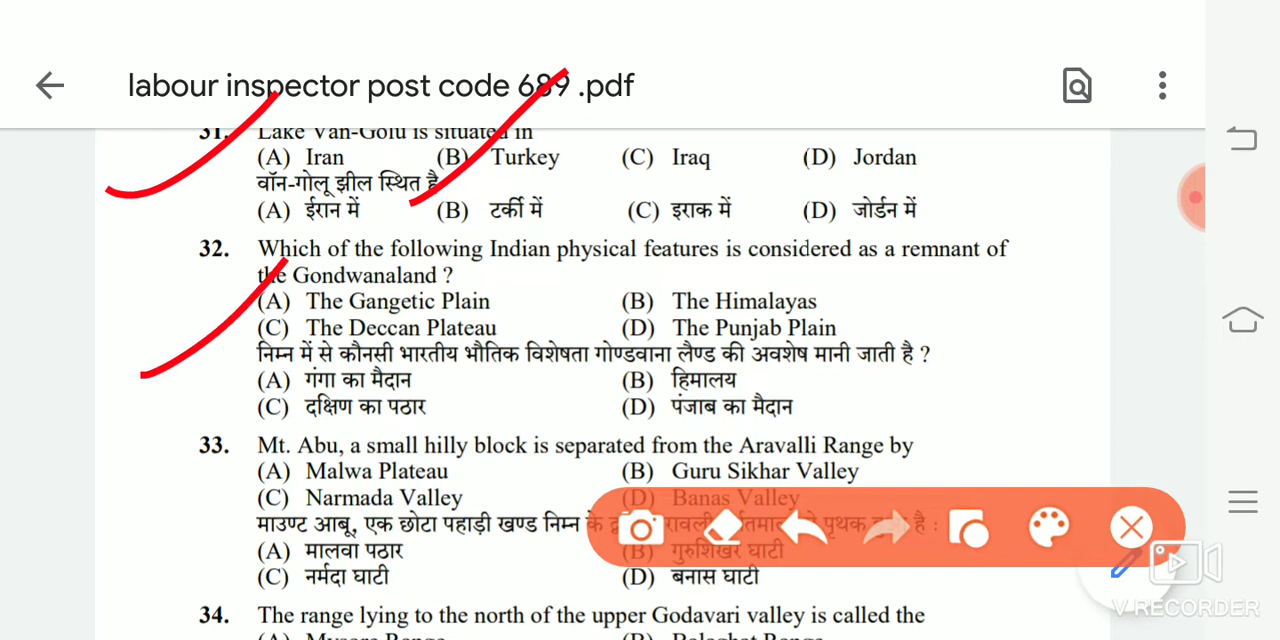 labour inspector post code 689 .pdf
31. Lake Van-Golu is situated in
(A) Iran (B) Turkey (C) Iraq (D) Jordan
वॉन-गोलू झील स्थित है
(A) ईरान में (B) टर्की में (C) इराक में (D) जोर्डन में
32. Which of the following Indian physical features is considered as a remnant of
the Gondwanaland ?
(A) The Gangetic Plain (B) The Himalayas
(C) The Deccan Plateau (D) The Punjab Plain
निम्न में से कौनसी भारतीय भौतिक विशेषता गोण्डवाना लैण्ड की अवशेष मानी जाती है ?
(A) गंगा का मैदान (B) हिमालय
(C) दक्षिण का पठार (D) पंजाब का मैदान
33. Mt. Abu, a small hilly block is separated from the Aravalli Range by
(A) Malwa Plateau (B) Guru Sikhar Valley
(C) Narmada Valley (D) Banas Valley
माउण्ट आबू, एक छोटा पहाड़ी खण्ड निम्न के पृथक है :
(A) मालवा पठार (B) गुरुशिखर घाटी
(C) नर्मदा घाटी (D) बनास घाटी
34. The range lying to the north of the upper Godavari valley is called the
V RECORDER